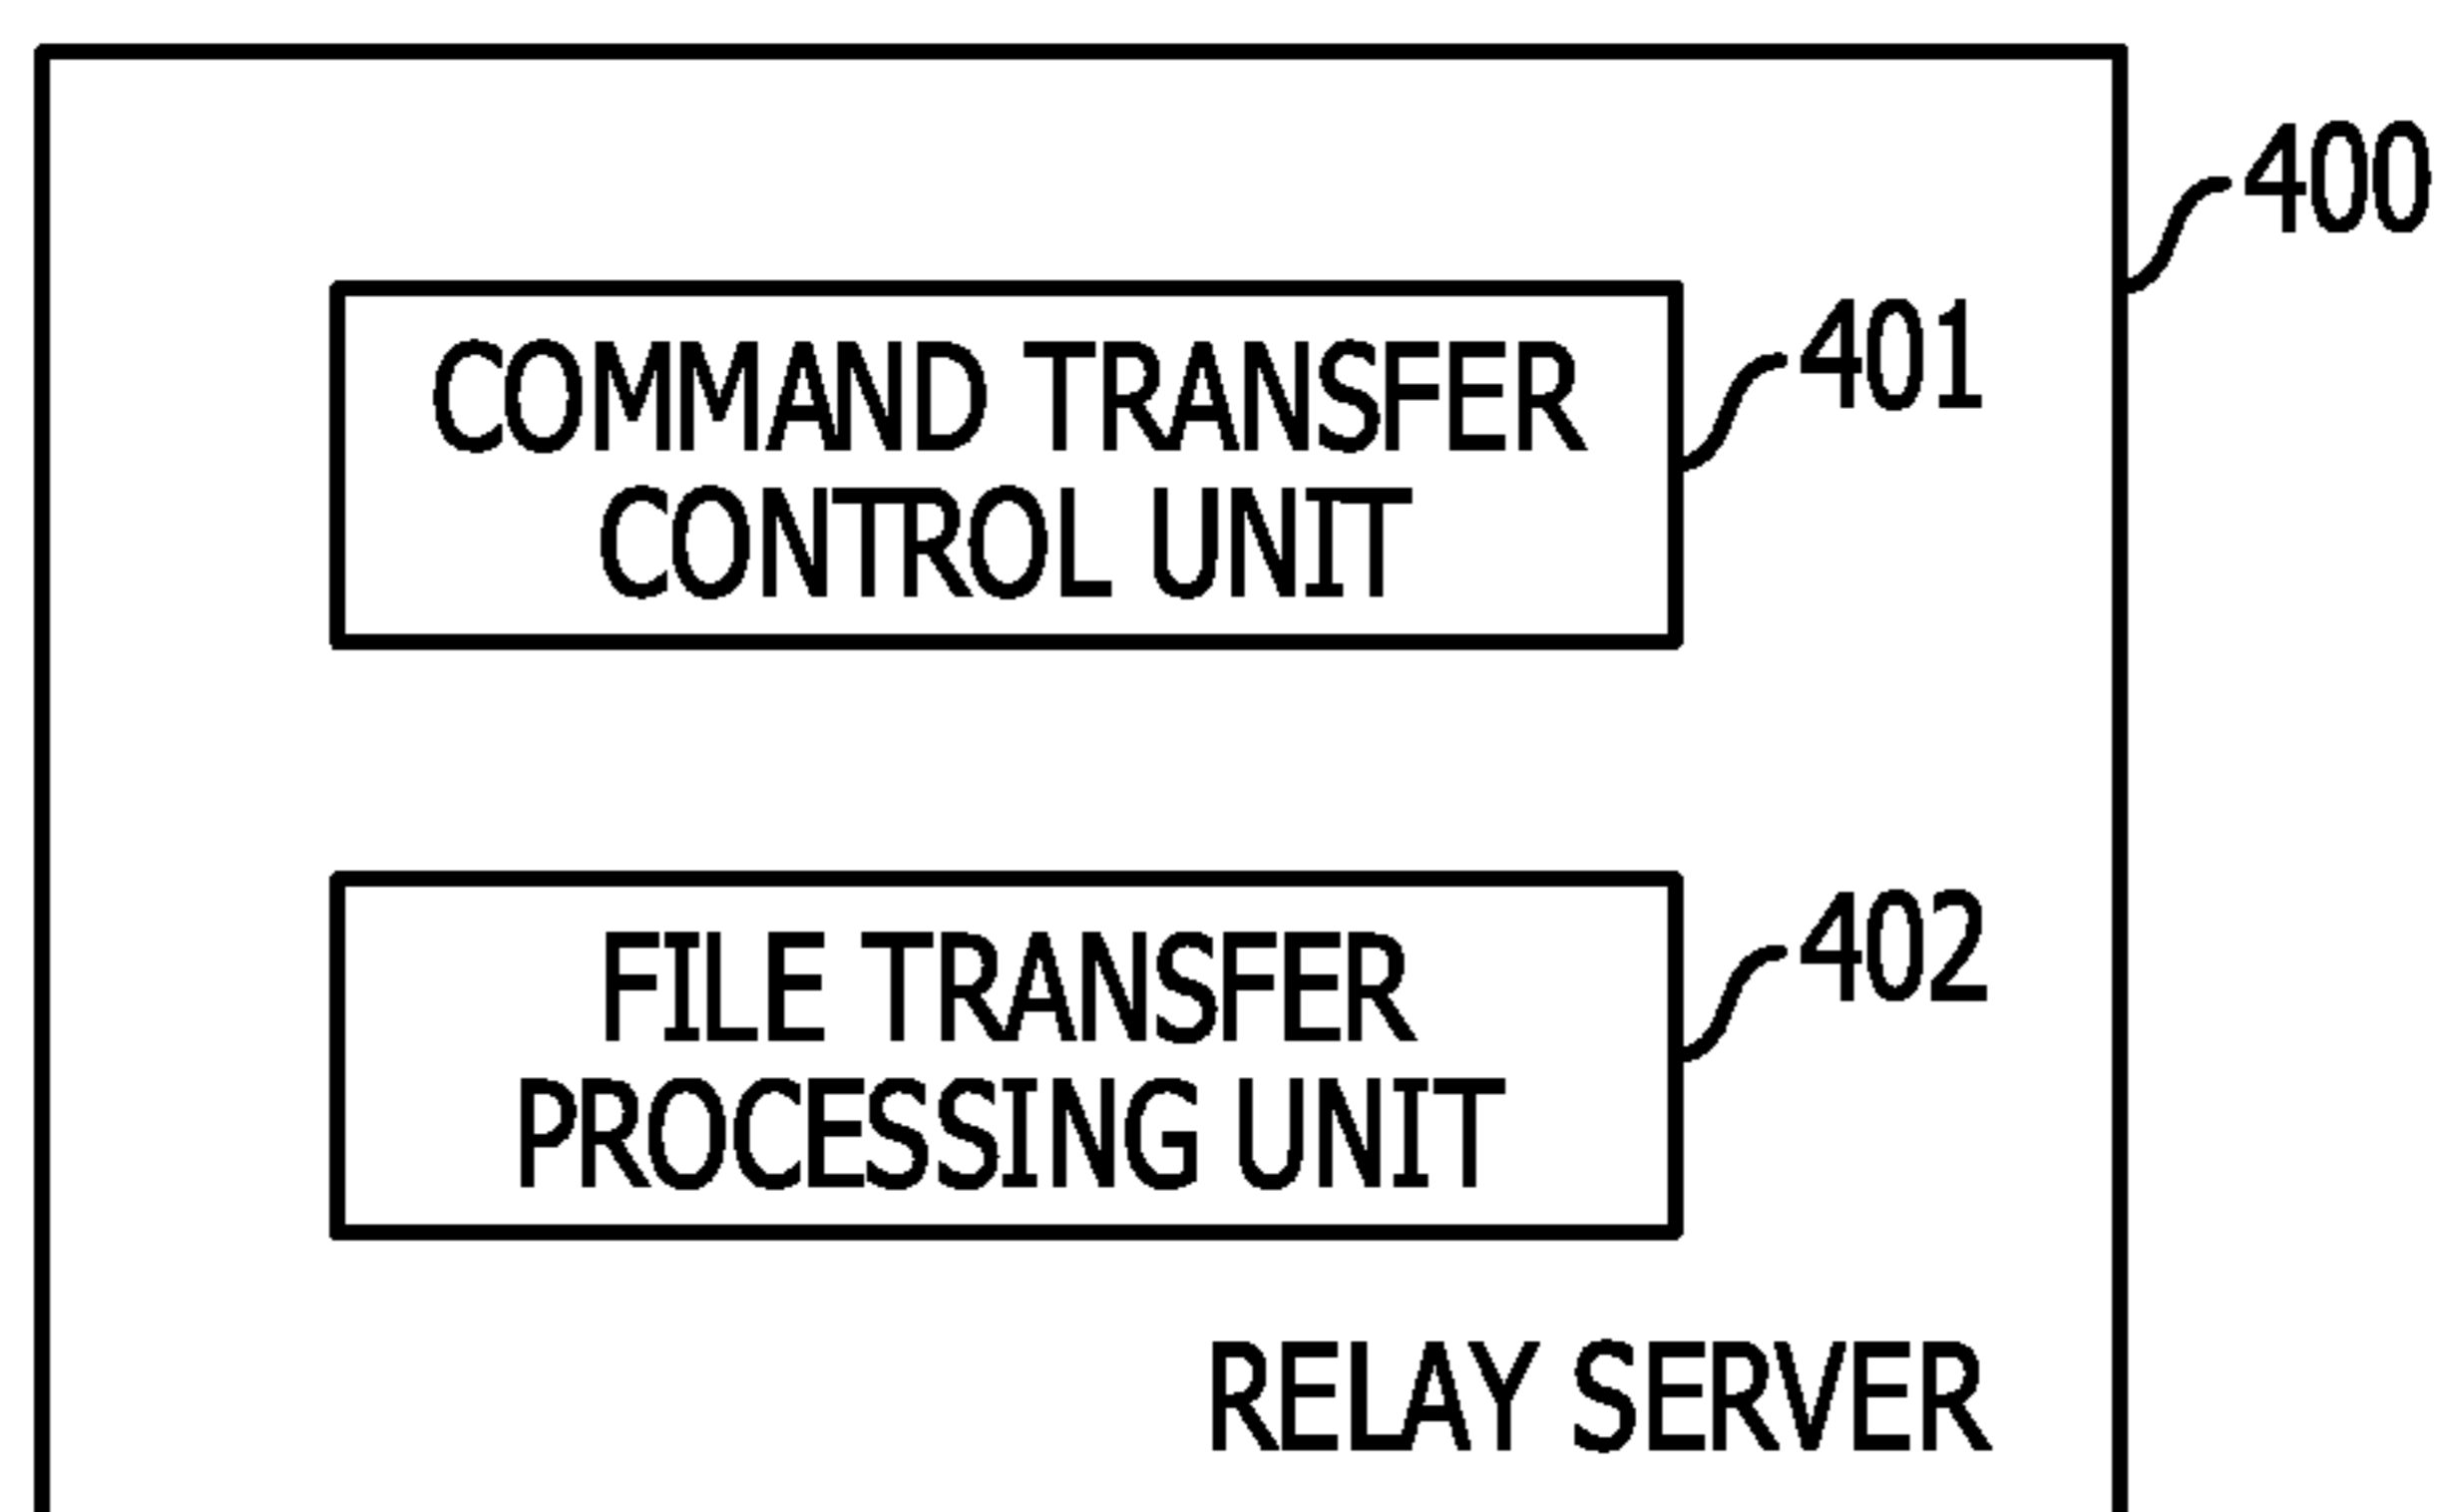 400
COMMAND TRANSFER
CONTROL UNIT
401
FILE TRANSFER
PROCESSING UNIT
402
RELAY SERVER